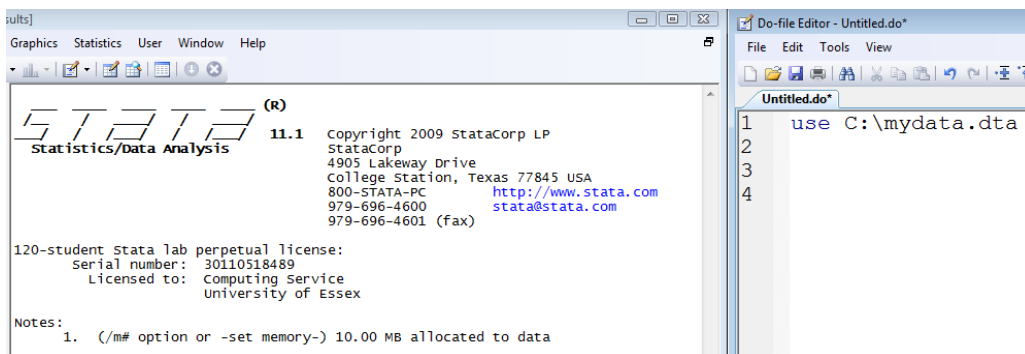 sults]
Graphics Statistics User Window Help
(R)
STATA 11.1 Copyright 2009 StataCorp LP
Statistics/Data Analysis StataCorp
4905 Lakeway Drive
College Station, Texas 77845 USA
800-STATA-PC http://www.stata.com
979-696-4600 stata@stata.com
979-696-4601 (fax)
120-student Stata lab perpetual license:
Serial number: 30110518489
Licensed to: Computing Service
University of Essex
Notes:
1. (/m# option or -set memory-) 10.00 MB allocated to data
Do-file Editor - Untitled.do*
File Edit Tools View
Untitled.do*
1 use C:\mydata.dta
2
3
4